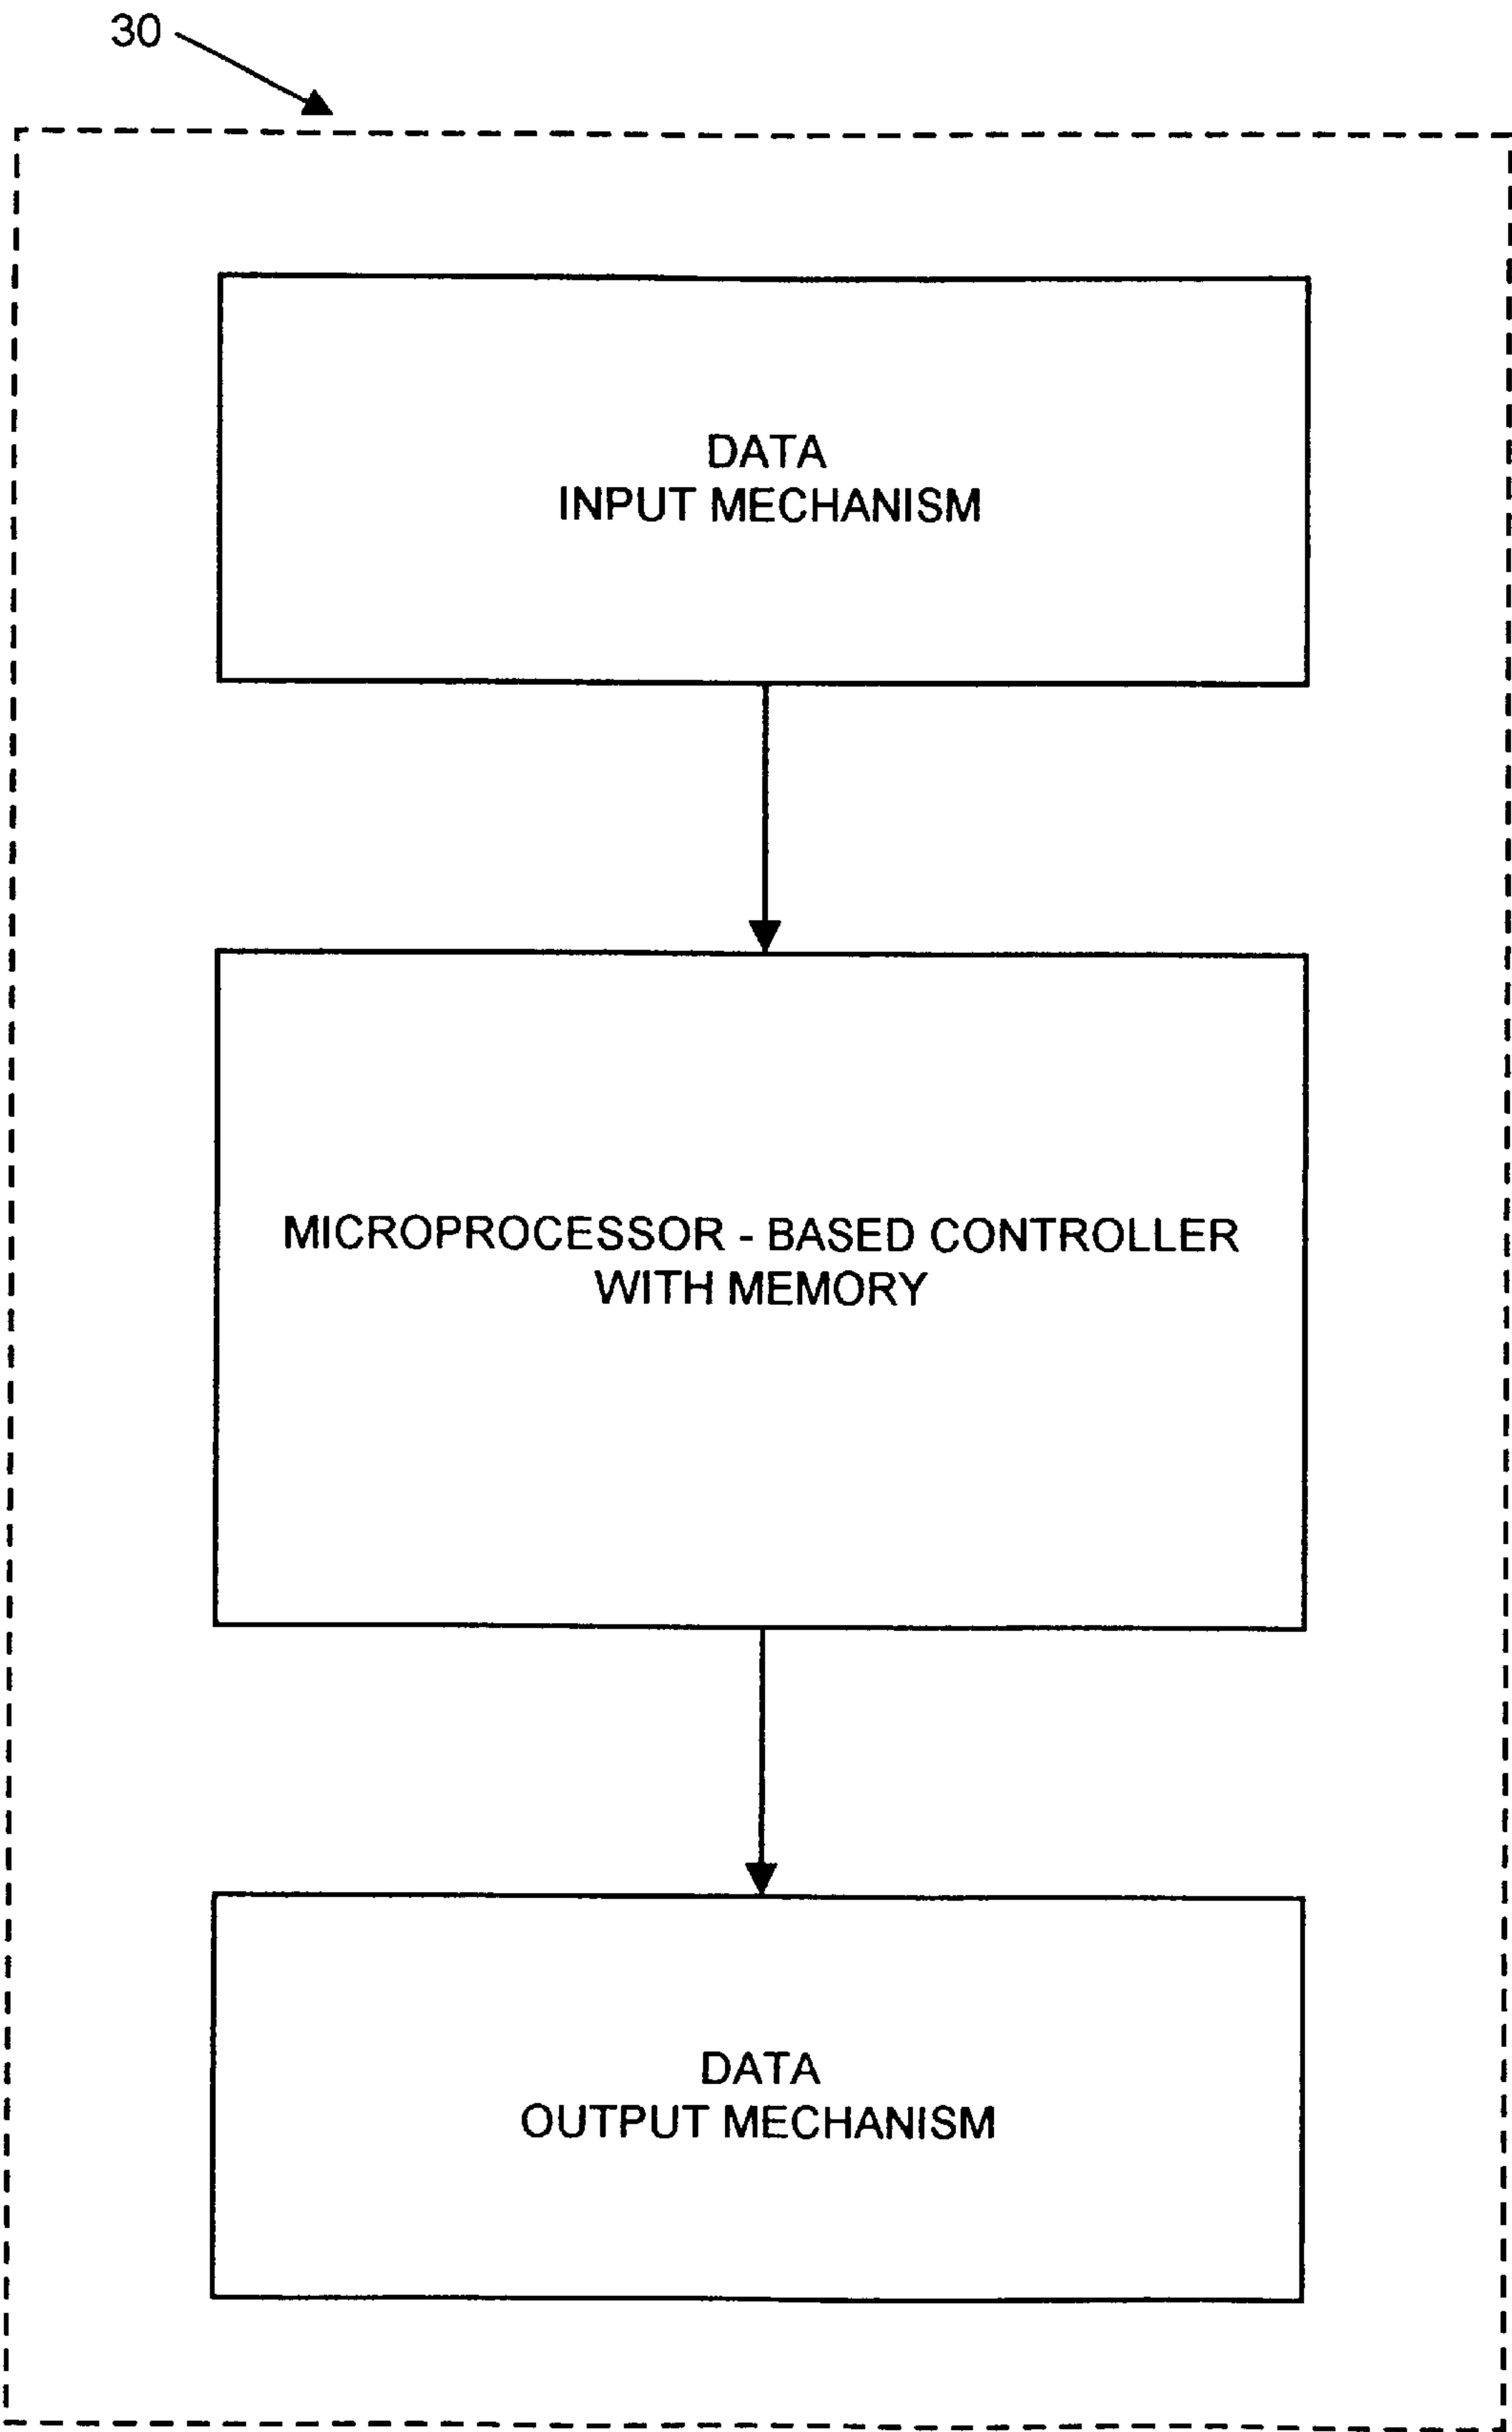 30
DATA
INPUT MECHANISM
MICROPROCESSOR - BASED CONTROLLER
WITH MEMORY
DATA
OUTPUT MECHANISM